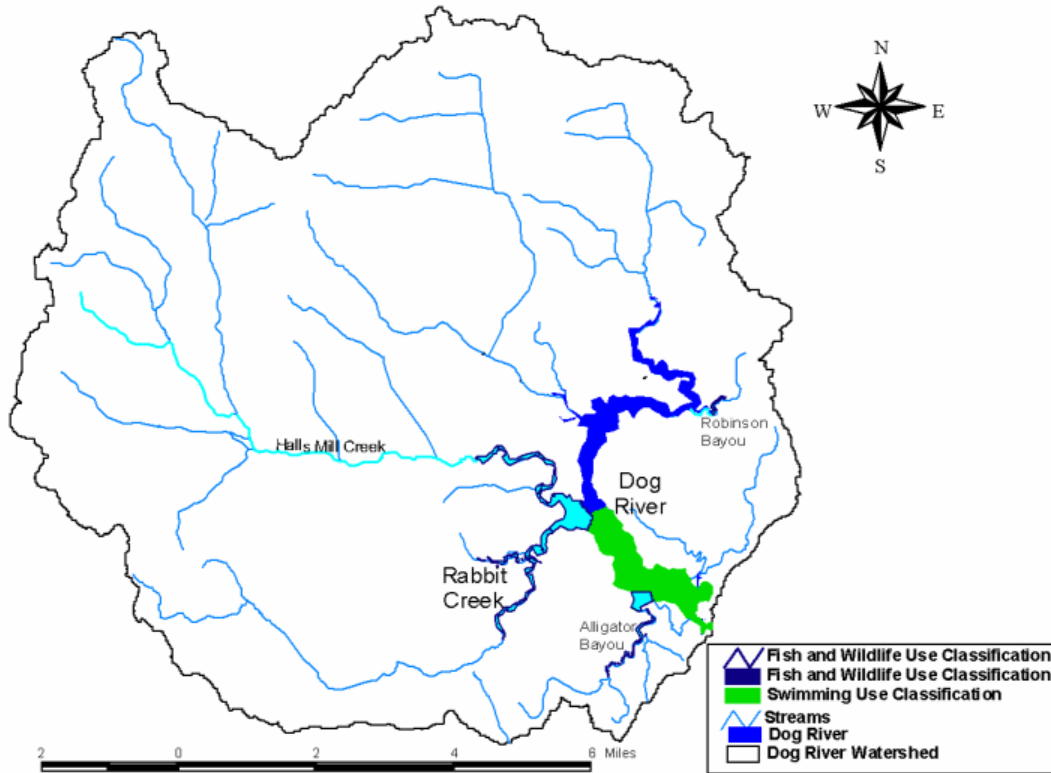 N
W E
S
Robinson
Bayou
Halls Mill Creek
Dog
River
Rabbit
Creek
Alligator
Bayou
Fish and Wildlife Use Classification
Fish and Wildlife Use Classification
Swimming Use Classification
Streams
Dog River
Dog River Watershed
2 0 2 4 6 Miles